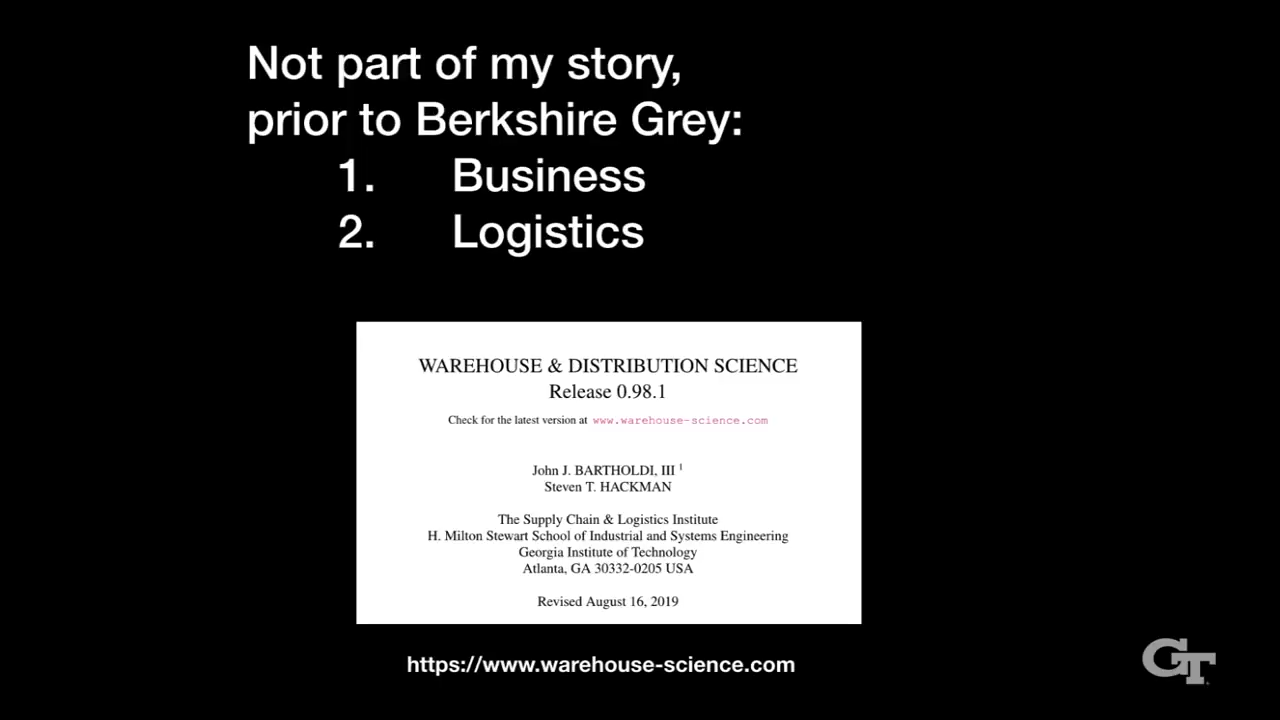 Not part of my story,
prior to Berkshire Grey:
1. Business
2. Logistics
WAREHOUSE & DISTRIBUTION SCIENCE
Release 0.98.1
Check for the latest version at www.warehouse-science.com
John J. BARTHOLDI, III 1
Steven T. HACKMAN
The Supply Chain & Logistics Institute
H. Milton Stewart School of Industrial and Systems Engineering
Georgia Institute of Technology
Atlanta, GA 30332-0205 USA
Revised August 16, 2019
https://www.warehouse-science.com
GT